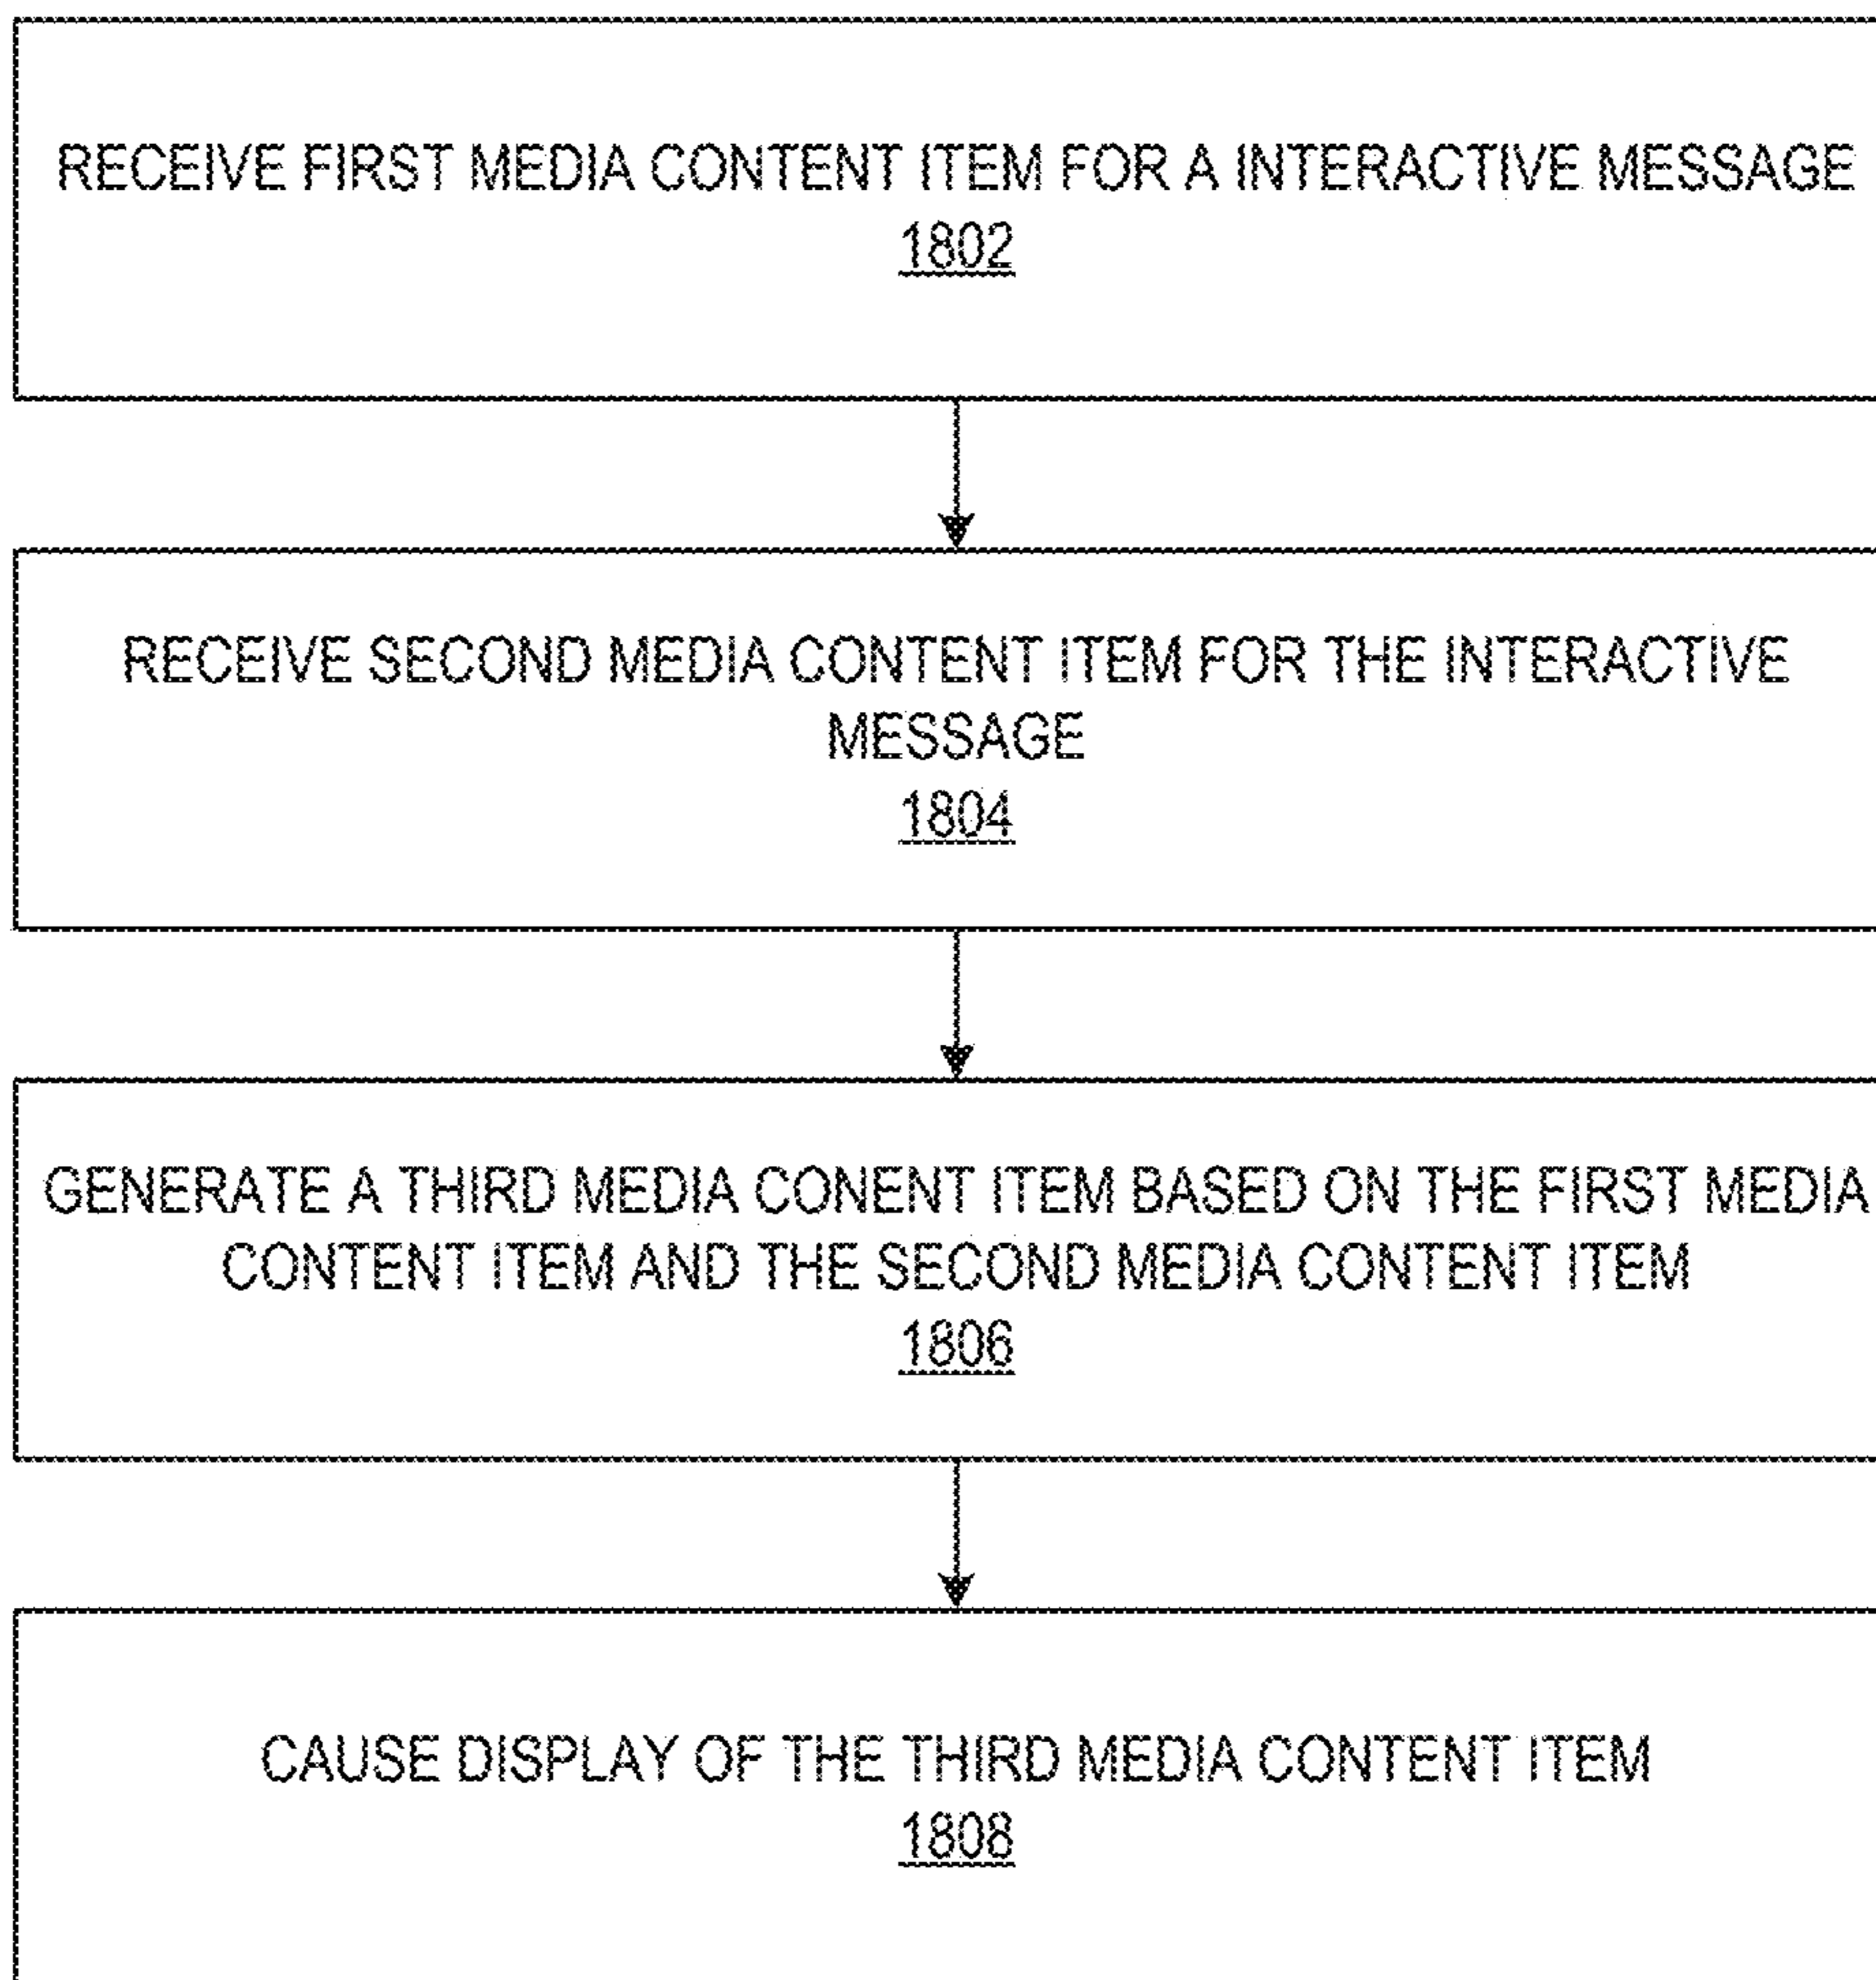 RECEIVE FIRST MEDIA CONTENT ITEM FOR A INTERACTIVE MESSAGE
1802
RECEIVE SECOND MEDIA CONTENT ITEM FOR THE INTERACTIVE
MESSAGE
1804
GENERATE A THIRD MEDIA CONENT ITEM BASED ON THE FIRST MEDIA
CONTENT ITEM AND THE SECOND MEDIA CONTENT ITEM
1806
CAUSE DISPLAY OF THE THIRD MEDIA CONTENT ITEM
1808